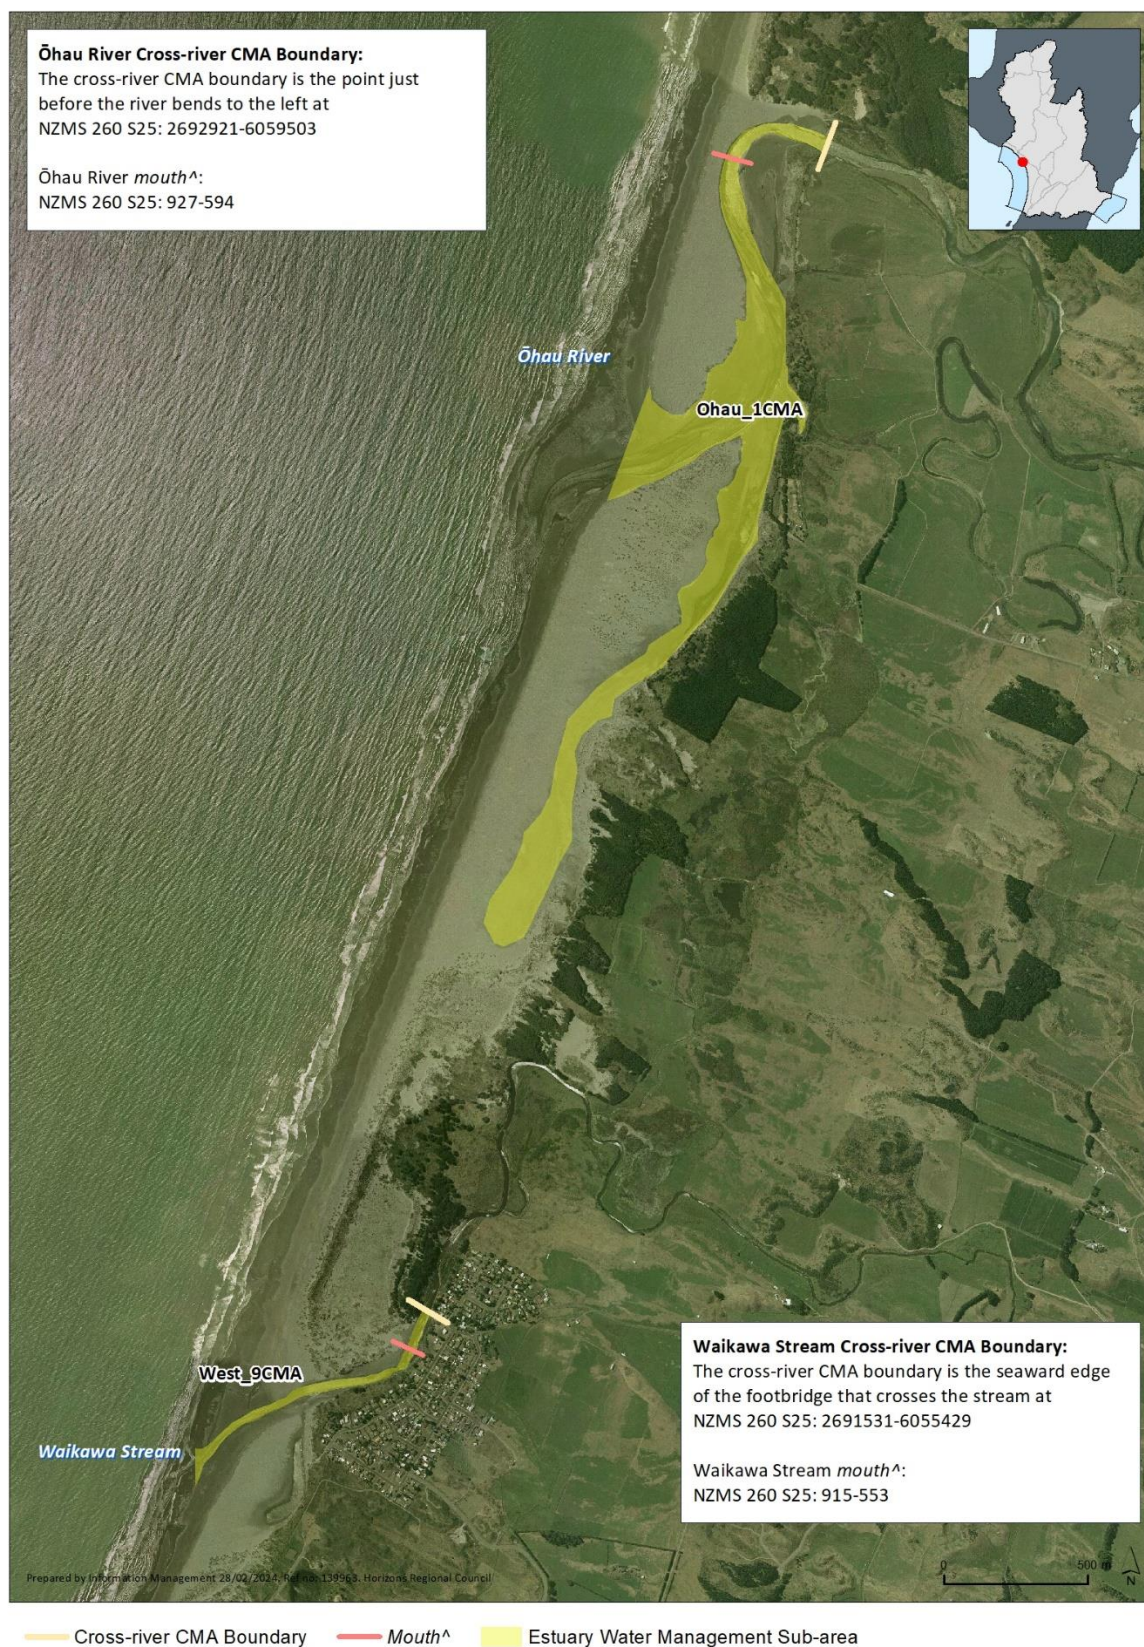 Ōhau River Cross-river CMA Boundary:
The cross-river CMA boundary is the point just
before the river bends to the left at
NZMS 260 S25: 2692921-6059503
Ōhau River mouth^:
NZMS 260 S25: 927-594
Ōhau River
Ohau_1CMA
West_9CMA
Waikawa Stream
Waikawa Stream Cross-river CMA Boundary:
The cross-river CMA boundary is the seaward edge
of the footbridge that crosses the stream at
NZMS 260 S25: 2691531-6055429
Waikawa Stream mouth^:
NZMS 260 S25: 915-553
Prepared by Information Management 28/02/2024. Ref no: 139963. Horizons Regional Council
0 500 m
N
Cross-river CMA Boundary Mouth^ Estuary Water Management Sub-area